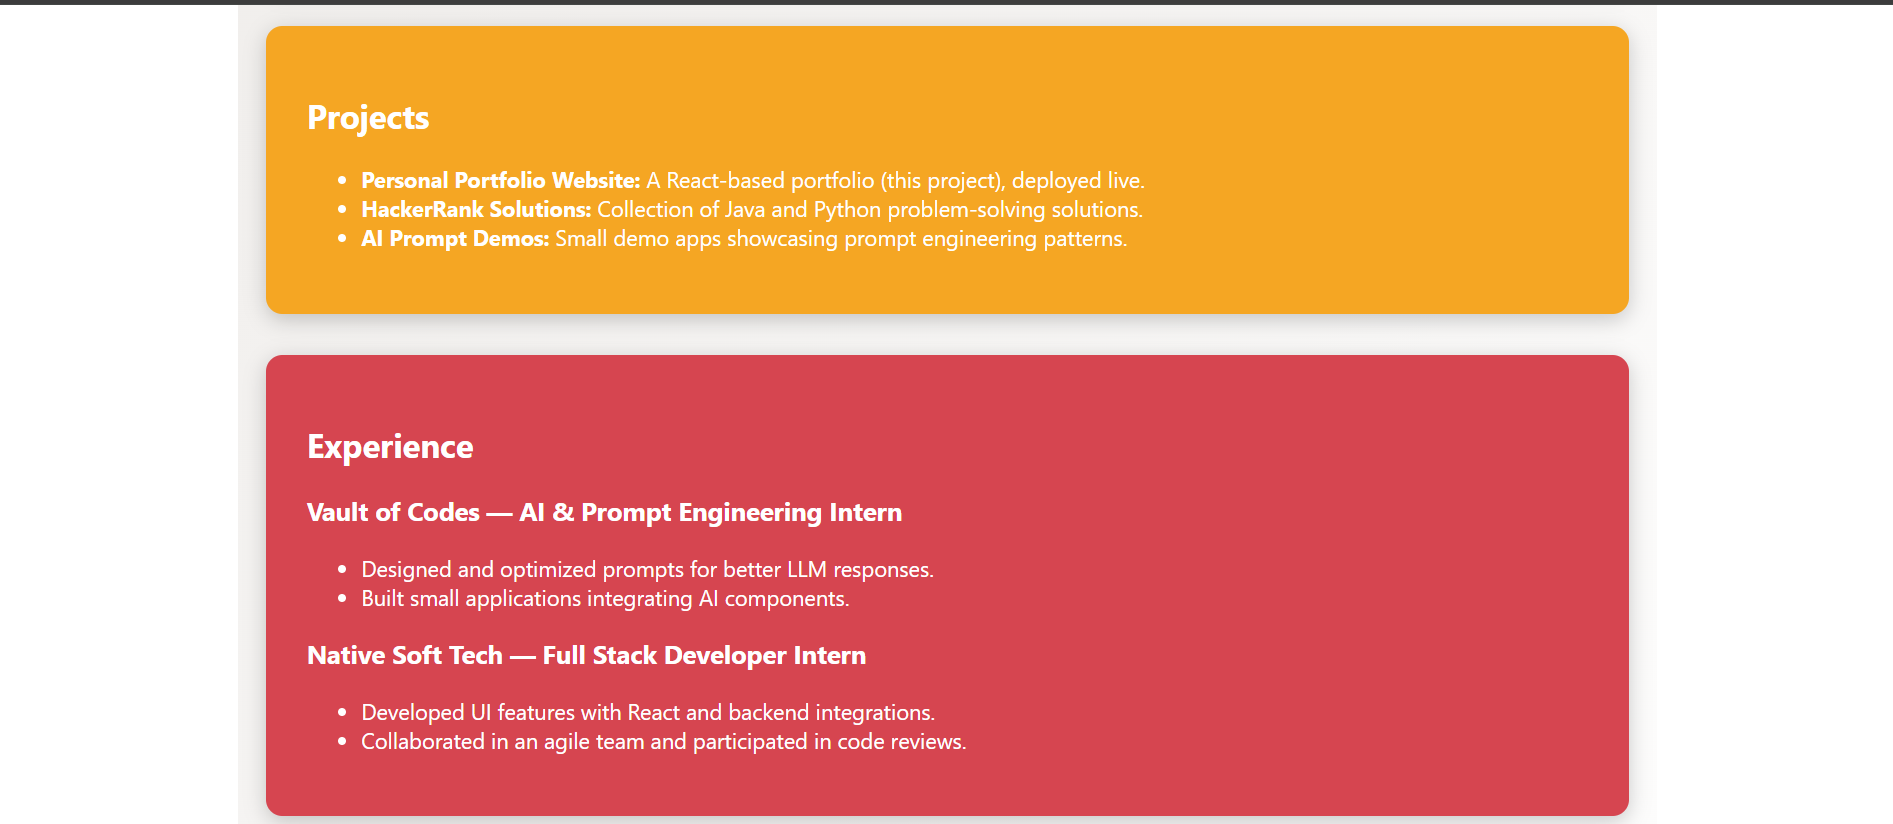 Projects
Personal Portfolio Website: A React-based portfolio (this project), deployed live.
HackerRank Solutions: Collection of Java and Python problem-solving solutions.
AI Prompt Demos: Small demo apps showcasing prompt engineering patterns.
Experience
Vault of Codes — AI & Prompt Engineering Intern
Designed and optimized prompts for better LLM responses.
Built small applications integrating AI components.
Native Soft Tech — Full Stack Developer Intern
Developed UI features with React and backend integrations.
Collaborated in an agile team and participated in code reviews.